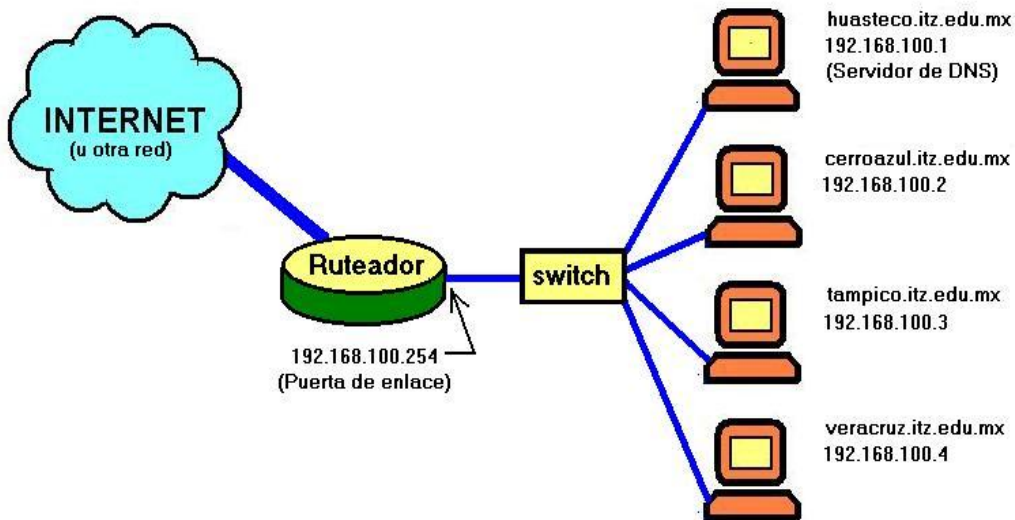 INTERNET
(u otra red)
Ruteador
192.168.100.254
(Puerta de enlace)
switch
huasteco.itz.edu.mx
192.168.100.1
(Servidor de DNS)
cerroazul.itz.edu.mx
192.168.100.2
tampico.itz.edu.mx
192.168.100.3
veracruz.itz.edu.mx
192.168.100.4